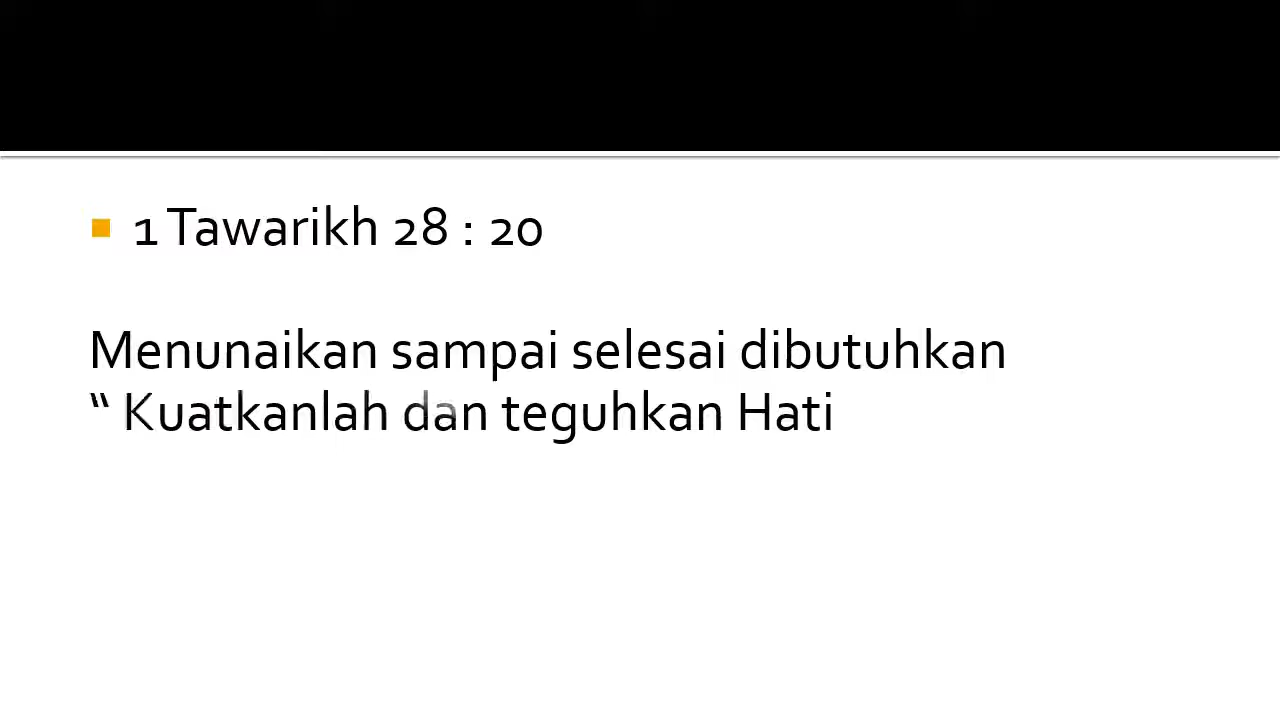 1 Tawarikh 28 : 20
Menunaikan sampai selesai dibutuhkan
“ Kuatkanlah dan teguhkan Hati